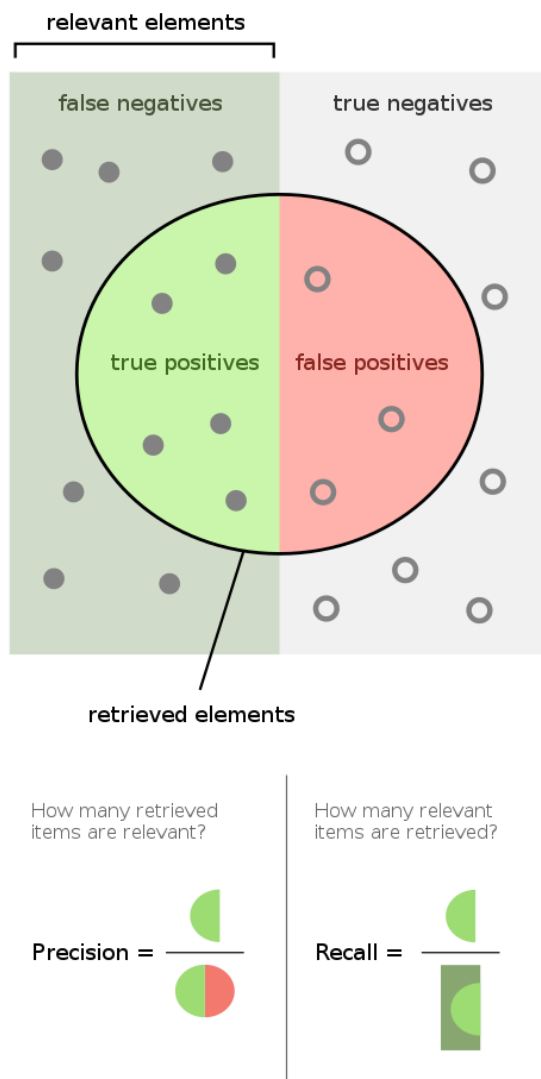 relevant elements
false negatives
true negatives
true positives
false positives
retrieved elements
How many retrieved
items are relevant?
Precision =
How many relevant
items are retrieved?
Recall =